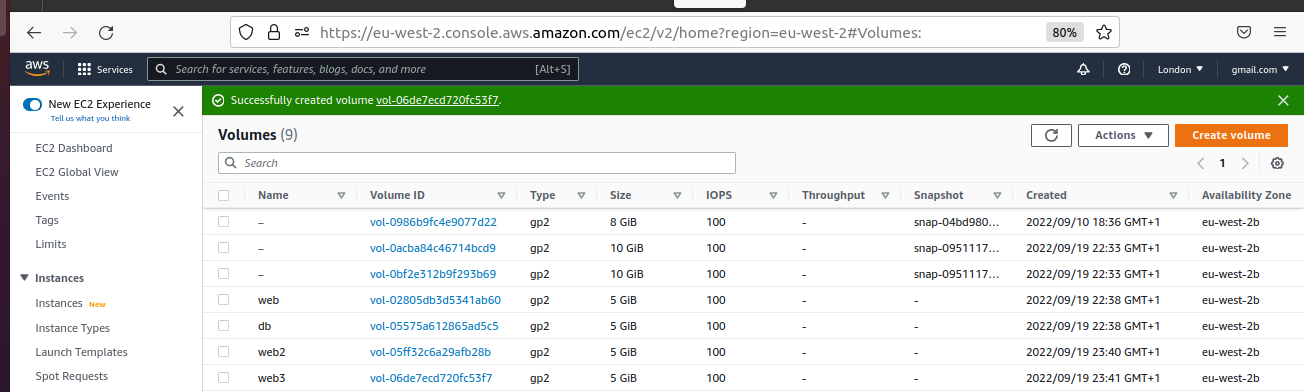 https://eu-west-2.console.aws.amazon.com/ec2/v2/home?region=eu-west-2#Volumes: 80%
aws Services Search for services, features, blogs, docs, and more [Alt+S] London gmail.com
New EC2 Experience
Tell us what you think
EC2 Dashboard
EC2 Global View
Events
Tags
Limits
Instances
Instances New
Instance Types
Launch Templates
Spot Requests
Successfully created volume vol-06de7ecd720fc53f7.
Volumes (9) Actions Create volume
Search 1
Name Volume ID Type Size IOPS Throughput Snapshot Created Availability Zone
– vol-0986b9fc4e9077d22 gp2 8 GiB 100 - snap-04bd980... 2022/09/10 18:36 GMT+1 eu-west-2b
– vol-0acba84c46714bcd9 gp2 10 GiB 100 - snap-0951117... 2022/09/19 22:33 GMT+1 eu-west-2b
– vol-0bf2e312b9f293b69 gp2 10 GiB 100 - snap-0951117... 2022/09/19 22:33 GMT+1 eu-west-2b
web vol-02805db3d5341ab60 gp2 5 GiB 100 - - 2022/09/19 22:38 GMT+1 eu-west-2b
db vol-05575a612865ad5c5 gp2 5 GiB 100 - - 2022/09/19 22:38 GMT+1 eu-west-2b
web2 vol-05ff32c6a29afb28b gp2 5 GiB 100 - - 2022/09/19 23:40 GMT+1 eu-west-2b
web3 vol-06de7ecd720fc53f7 gp2 5 GiB 100 - - 2022/09/19 23:41 GMT+1 eu-west-2b